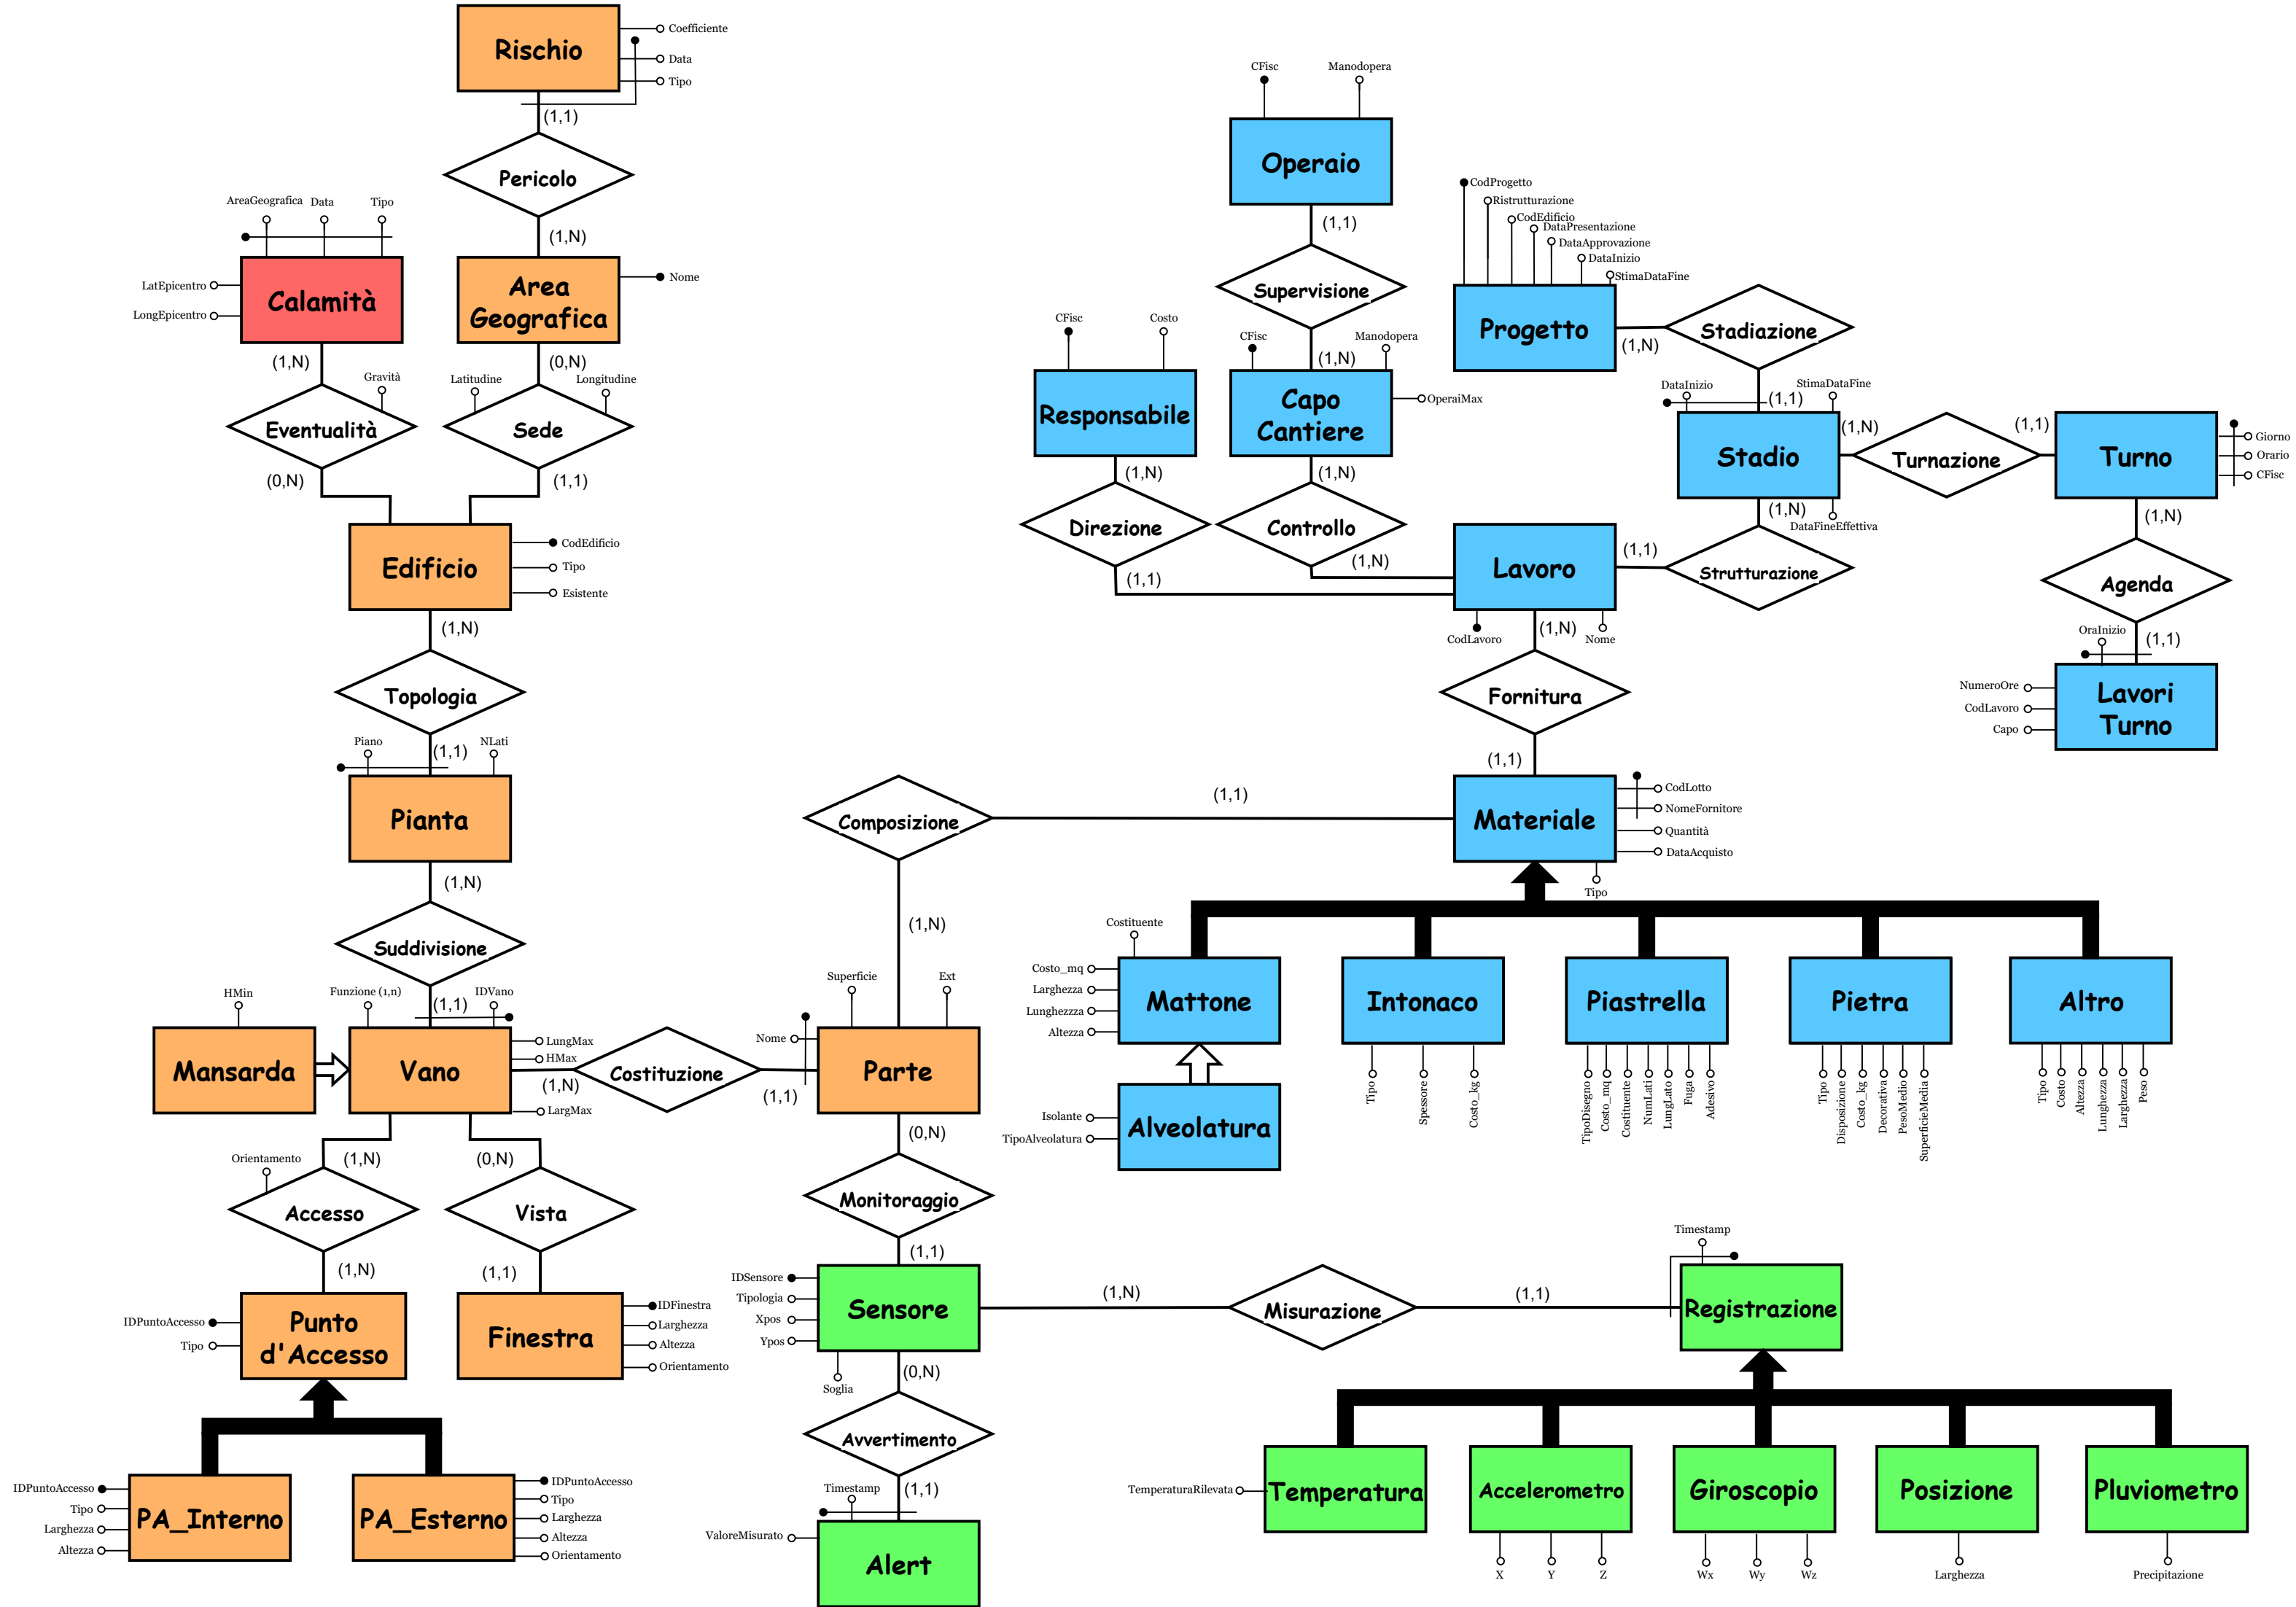 Rischio
Coefficiente
Data
Tipo
(1,1)
Pericolo
(1,N)
AreaGeografica
Data
Tipo
LatEpicentro
LongEpicentro
Calamità
Area
Geografica
Nome
(1,N)
(0,N)
Gravità
Latitudine
Longitudine
Eventualità
Sede
(0,N)
(1,1)
Edificio
CodEdificio
Tipo
Esistente
(1,N)
Topologia
Piano
(1,1)
NLati
Pianta
(1,N)
Suddivisione
HMin
Funzione (1,n)
(1,1)
IDVano
Mansarda
Vano
LungMax
HMax
LargMax
(1,N)
Costituzione
(1,1)
Nome
Superficie
Ext
Parte
(1,N)
Composizione
(1,1)
Orientamento
(1,N)
(0,N)
Accesso
Vista
(1,N)
(1,1)
IDPuntoAccesso
Tipo
Punto
d'Accesso
Finestra
IDFinestra
Larghezza
Altezza
Orientamento
IDPuntoAccesso
Tipo
Larghezza
Altezza
PA_Interno
PA_Esterno
IDPuntoAccesso
Tipo
Larghezza
Altezza
Orientamento
(0,N)
Monitoraggio
(1,1)
IDSensore
Tipologia
Xpos
Ypos
Soglia
Sensore
(0,N)
Avvertimento
Timestamp
(1,1)
ValoreMisurato
Alert
(1,N)
Misurazione
(1,1)
Timestamp
Registrazione
TemperaturaRilevata
Temperatura
Accelerometro
X
Y
Z
Giroscopio
Wx
Wy
Wz
Posizione
Larghezza
Pluviometro
Precipitazione
CFisc
Manodopera
Operaio
(1,1)
Supervisione
(1,N)
CFisc
Manodopera
OperaiMax
Capo
Cantiere
CFisc
Costo
Responsabile
(1,N)
(1,N)
Direzione
Controllo
(1,1)
(1,N)
CodProgetto
Ristrutturazione
CodEdificio
DataPresentazione
DataApprovazione
DataInizio
StimaDataFine
Progetto
(1,N)
Stadiazione
(1,1)
DataInizio
StimaDataFine
Stadio
DataFineEffettiva
(1,N)
Turnazione
(1,1)
Turno
Giorno
Orario
CFisc
(1,N)
Agenda
OraInizio
(1,1)
NumeroOre
CodLavoro
Capo
Lavori
Turno
(1,N)
Strutturazione
(1,1)
Lavoro
CodLavoro
Nome
(1,N)
Fornitura
(1,1)
Materiale
CodLotto
NomeFornitore
Quantità
DataAcquisto
Tipo
Costituente
Costo_mq
Larghezza
Lunghezzza
Altezza
Mattone
Isolante
TipoAlveolatura
Alveolatura
Intonaco
Tipo
Spessore
Costo_kg
Piastrella
TipoDisegno
Costo_mq
Costituente
NumLati
LungLato
Fuga
Adesivo
Pietra
Tipo
Disposizione
Costo_kg
Decorativa
PesoMedio
SuperficieMedia
Altro
Tipo
Costo
Altezza
Lunghezza
Larghezza
Peso